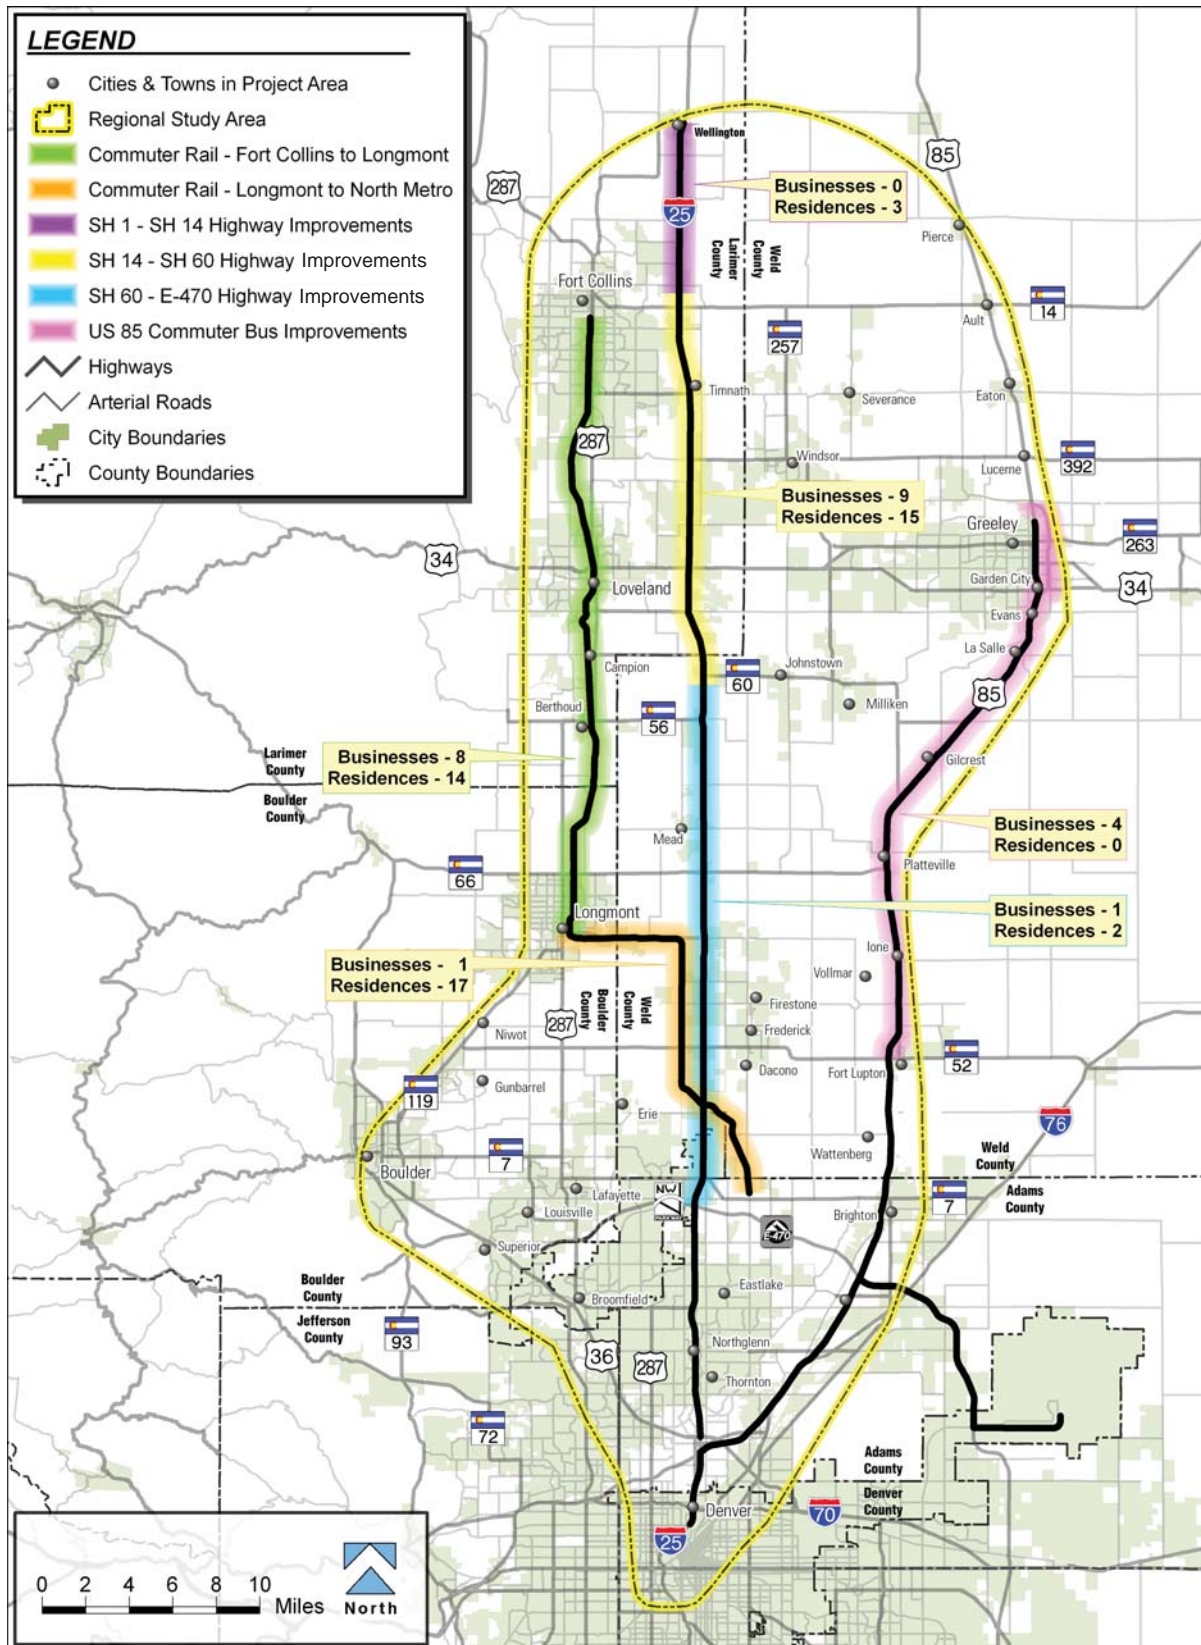 LEGEND
Cities & Towns in Project Area
Regional Study Area
Commuter Rail - Fort Collins to Longmont
Commuter Rail - Longmont to North Metro
SH 1 - SH 14 Highway Improvements
SH 14 - SH 60 Highway Improvements
SH 60 - E-470 Highway Improvements
US 85 Commuter Bus Improvements
Highways
Arterial Roads
City Boundaries
County Boundaries
Wellington
85
287
Businesses - 0
Residences - 3
25
Pierce
Larimer
County
Weld
County
Fort Collins
14
Ault
257
Timnath
Severance
Eaton
287
Windsor
Lucerne
392
Businesses - 9
Residences - 15
Greeley
263
34
Loveland
Garden City
34
Evans
La Salle
Campion
60
Johnstown
85
Berthoud
56
Milliken
Larimer
County
Boulder
County
Businesses - 8
Residences - 14
Gilcrest
Mead
Businesses - 4
Residences - 0
Platteville
66
Longmont
Businesses - 1
Residences - 2
Ione
Businesses - 1
Residences - 17
Vollmar
Firestone
Boulder
County
Weld
County
287
Niwot
Frederick
Dacono
Fort Lupton
52
Gunbarrel
119
Erie
76
Wattenberg
Boulder
7
Weld
County
Adams
County
Lafayette
NW
PARKWAY
7
Louisville
Brighton
E-470
Superior
Boulder
County
Jefferson
County
Eastlake
Broomfield
93
Northglenn
36
287
Thornton
72
Adams
County
Denver
County
Denver
70
25
0 2 4 6 8 10
Miles
North